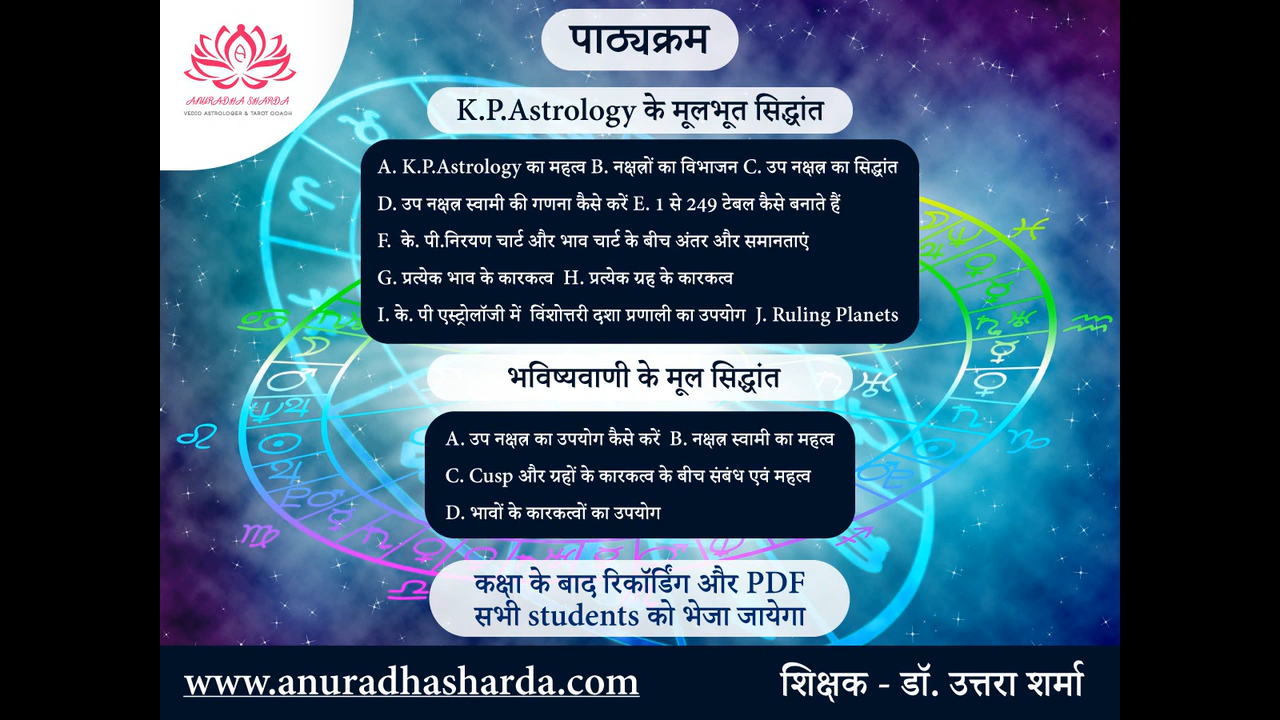 ANURADHA SHARDA
VEDIC ASTROLOGER & TAROT COACH
पाठ्यक्रम
K.P.Astrology के मूलभूत सिद्धांत
A. K.P.Astrology का महत्व B. नक्षत्रों का विभाजन C. उप नक्षत्र का सिद्धांत
D. उप नक्षत्र स्वामी की गणना कैसे करें E. 1 से 249 टेबल कैसे बनाते हैं
F. के. पी.निरयण चार्ट और भाव चार्ट के बीच अंतर और समानताएं
G. प्रत्येक भाव के कारकत्व H. प्रत्येक ग्रह के कारकत्व
I. के. पी एस्ट्रोलॉजी में विंशोत्तरी दशा प्रणाली का उपयोग J. Ruling Planets
भविष्यवाणी के मूल सिद्धांत
A. उप नक्षत्र का उपयोग कैसे करें B. नक्षत्र स्वामी का महत्व
C. Cusp और ग्रहों के कारकत्व के बीच संबंध एवं महत्व
D. भावों के कारकत्वों का उपयोग
कक्षा के बाद रिकॉर्डिंग और PDF
सभी students को भेजा जायेगा
www.anuradhasharda.com
शिक्षक - डॉ. उत्तरा शर्मा